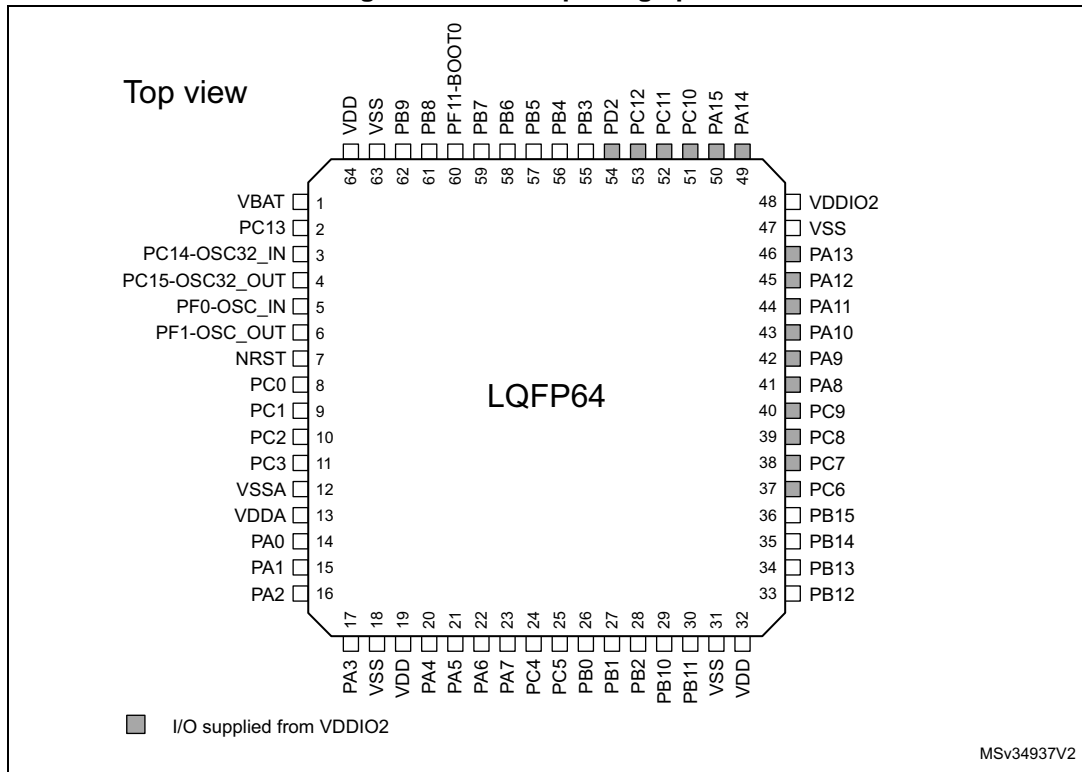 Top view
VDD
VSS
PB9
PB8
PF11-BOOT0
PB7
PB6
PB5
PB4
PB3
PD2
PC12
PC11
PC10
PA15
PA14
64
63
62
61
60
59
58
57
56
55
54
53
52
51
50
49
VBAT 1
PC13 2
PC14-OSC32_IN 3
PC15-OSC32_OUT 4
PF0-OSC_IN 5
PF1-OSC_OUT 6
NRST 7
PC0 8
PC1 9
PC2 10
PC3 11
VSSA 12
VDDA 13
PA0 14
PA1 15
PA2 16
LQFP64
48 VDDIO2
47 VSS
46 PA13
45 PA12
44 PA11
43 PA10
42 PA9
41 PA8
40 PC9
39 PC8
38 PC7
37 PC6
36 PB15
35 PB14
34 PB13
33 PB12
17
18
19
20
21
22
23
24
25
26
27
28
29
30
31
32
PA3
VSS
VDD
PA4
PA5
PA6
PA7
PC4
PC5
PB0
PB1
PB2
PB10
PB11
VSS
VDD
I/O supplied from VDDIO2
MSv34937V2